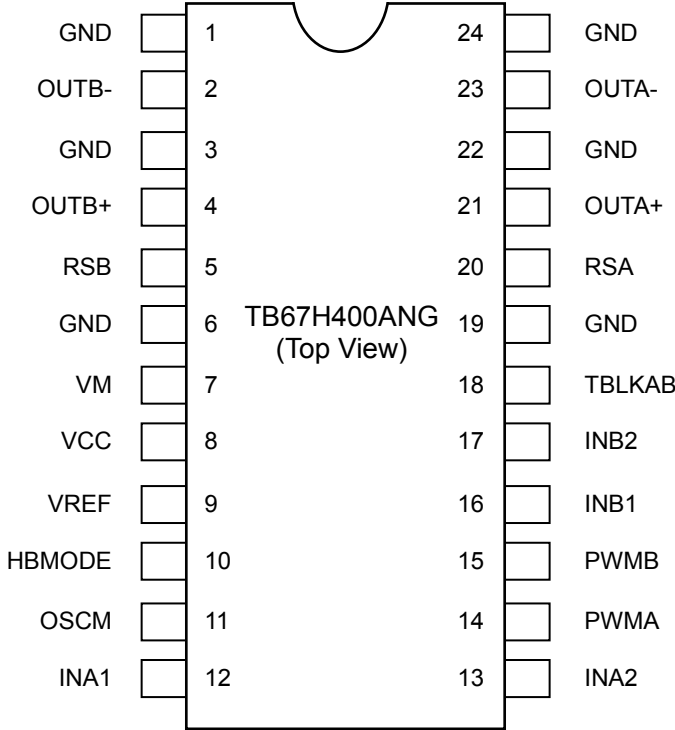 GND 1 24 GND
OUTB- 2 23 OUTA-
GND 3 22 GND
OUTB+ 4 21 OUTA+
RSB 5 20 RSA
GND 6 TB67H400ANG 19 GND
(Top View)
VM 7 18 TBLKAB
VCC 8 17 INB2
VREF 9 16 INB1
HBMODE 10 15 PWMB
OSCM 11 14 PWMA
INA1 12 13 INA2